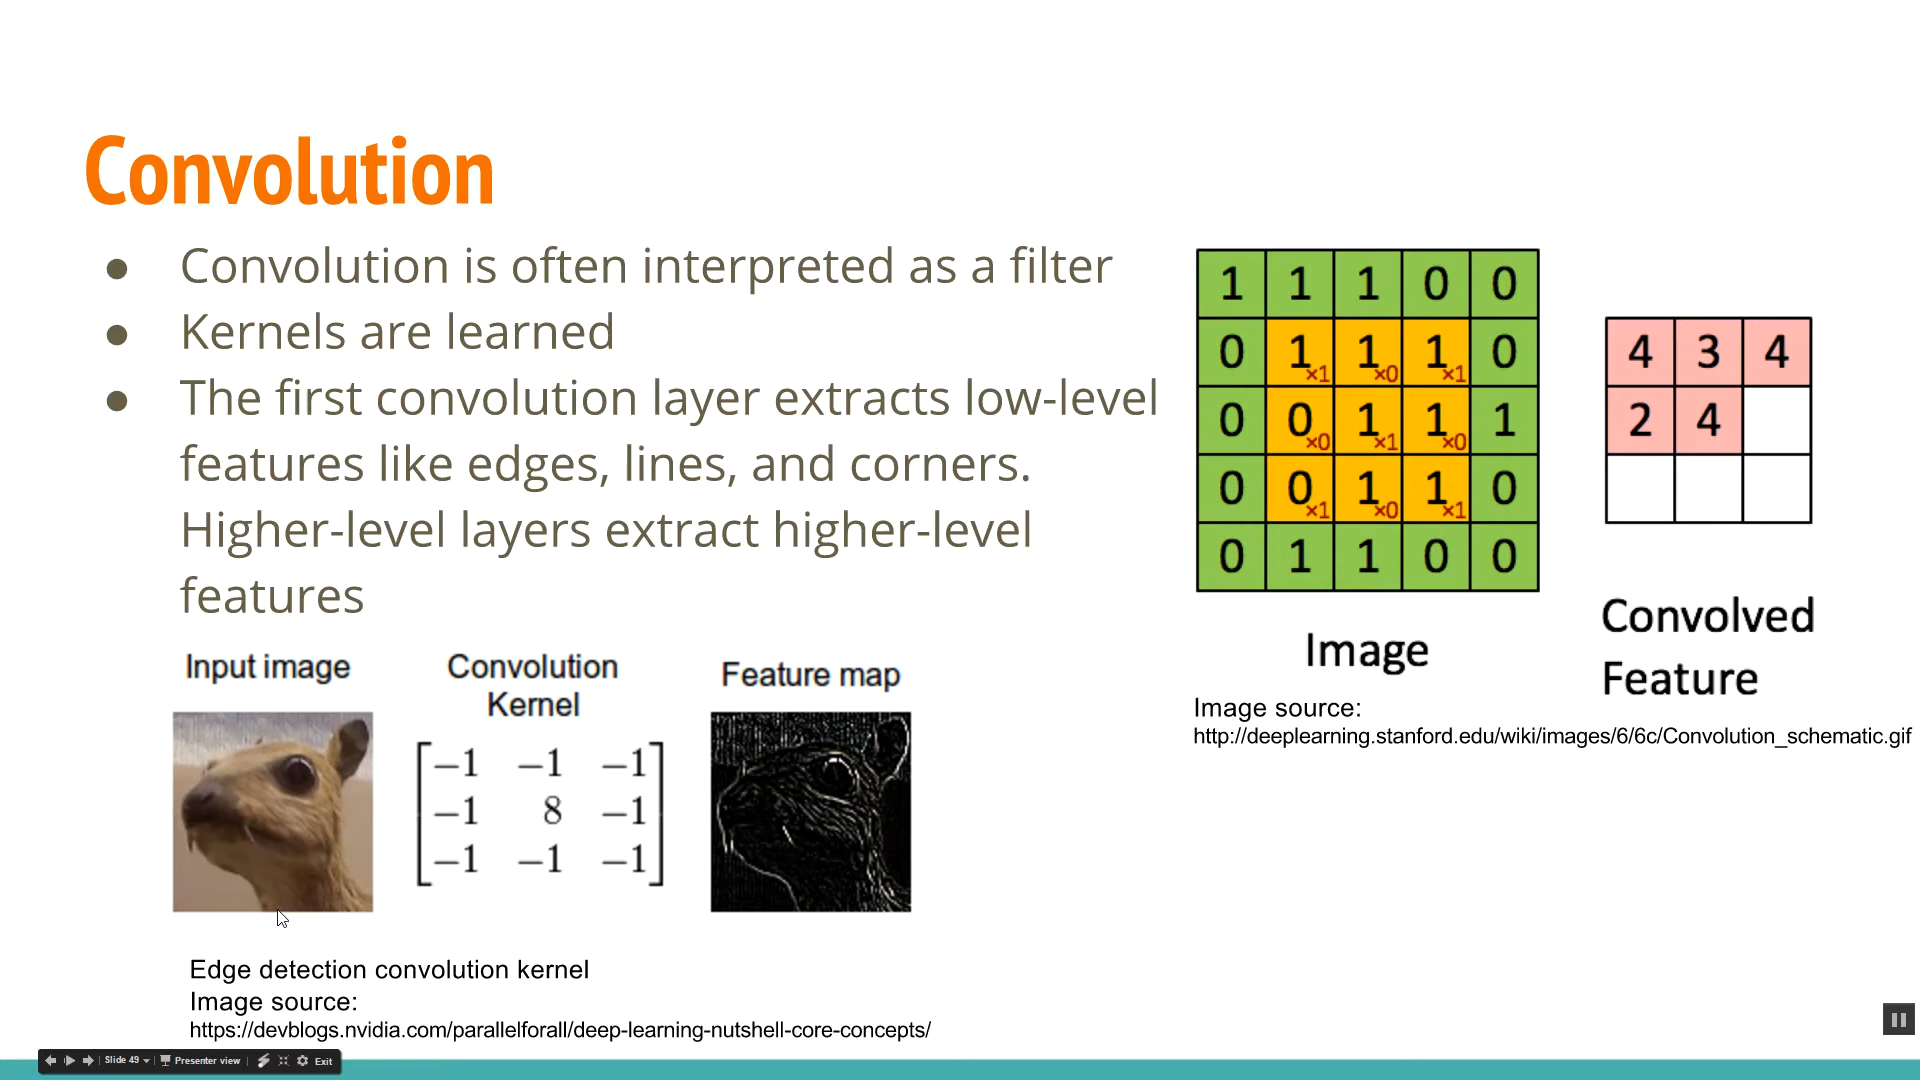 Convolution
● Convolution is often interpreted as a filter
● Kernels are learned
● The first convolution layer extracts low-level
features like edges, lines, and corners.
Higher-level layers extract higher-level
features
Input image
Convolution
Kernel
Feature map
−1 −1 −1
−1 8 −1
−1 −1 −1
Edge detection convolution kernel
Image source:
https://devblogs.nvidia.com/parallelforall/deep-learning-nutshell-core-concepts/
1 1 1 0 0
0 1×1 1×0 1×1 0
0 0×0 1×1 1×0 1
0 0×1 1×0 1×1 0
0 1 1 0 0
Image
4 3 4
2 4
Convolved
Feature
Image source:
http://deeplearning.stanford.edu/wiki/images/6/6c/Convolution_schematic.gif
Slide 49 Presenter view Exit